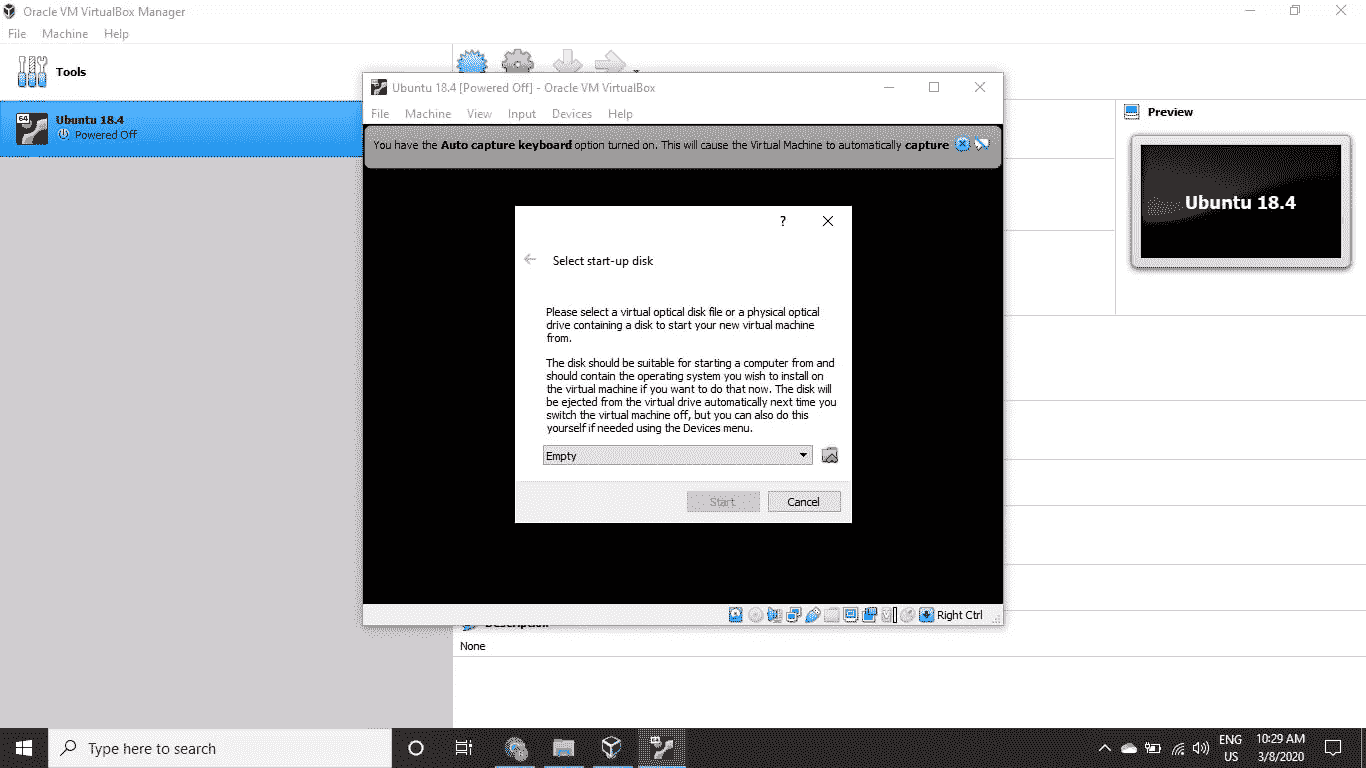 Oracle VM VirtualBox Manager
File Machine Help
Tools
64
Ubuntu 18.4
Powered Off
Ubuntu 18.4 [Powered Off] - Oracle VM VirtualBox
File Machine View Input Devices Help
You have the Auto capture keyboard option turned on. This will cause the Virtual Machine to automatically capture
?
Select start-up disk
Please select a virtual optical disk file or a physical optical
drive containing a disk to start your new virtual machine
from.
The disk should be suitable for starting a computer from and
should contain the operating system you wish to install on
the virtual machine if you want to do that now. The disk will
be ejected from the virtual drive automatically next time you
switch the virtual machine off, but you can also do this
yourself if needed using the Devices menu.
Empty
Start Cancel
Right Ctrl
Preview
Ubuntu 18.4
Description
None
Type here to search
ENG
US
10:29 AM
3/8/2020